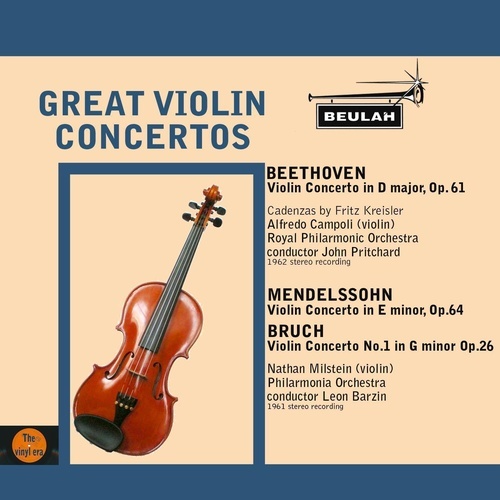 GREAT VIOLIN
CONCERTOS
BEULAH
BEETHOVEN
Violin Concerto in D major, Op. 61
Cadenzas by Fritz Kreisler
Alfredo Campoli (violin)
Royal Philarmonic Orchestra
conductor John Pritchard
1962 stereo recording
MENDELSSOHN
Violin Concerto in E minor, Op.64
BRUCH
Violin Concerto No.1 in G minor Op.26
Nathan Milstein (violin)
Philarmonia Orchestra
conductor Leon Barzin
1961 stereo recording
The
vinyl era